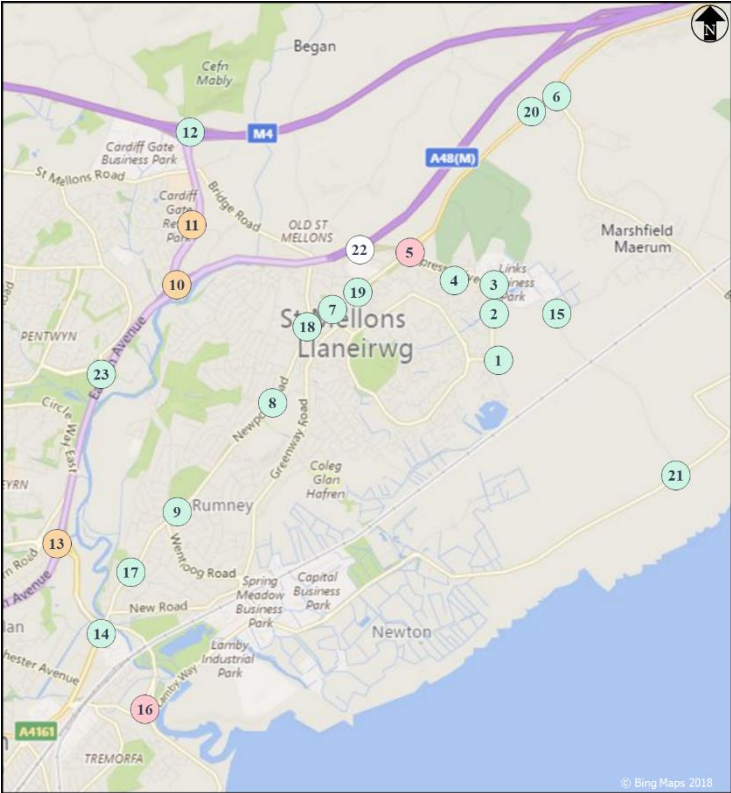 N
Began
Cefn
Mably
6
20
12
M4
Cardiff Gate
Business Park
A48(M)
St Mellons Road
Bridge Road
Cardiff
Gate
Park
11
OLD ST
MELLONS
Marshfield
Maerum
22
5
4
3
Links
Park
10
19
7
18
St Mellons
Llaneirwg
2
15
PENTWYN
Avenue
23
1
8
Circle
Way East
Greenway Road
Coleg
Glan
Hafren
21
9
Rumney
13
Road
Avenue
17
Wentloog Road
Spring
Meadow
Business
Park
Capital
Business
Park
New Road
14
Newton
Lamby
Industrial
Park
Avenue
16
Lamby Way
A4161
TREMORFA
© Bing Maps 2018